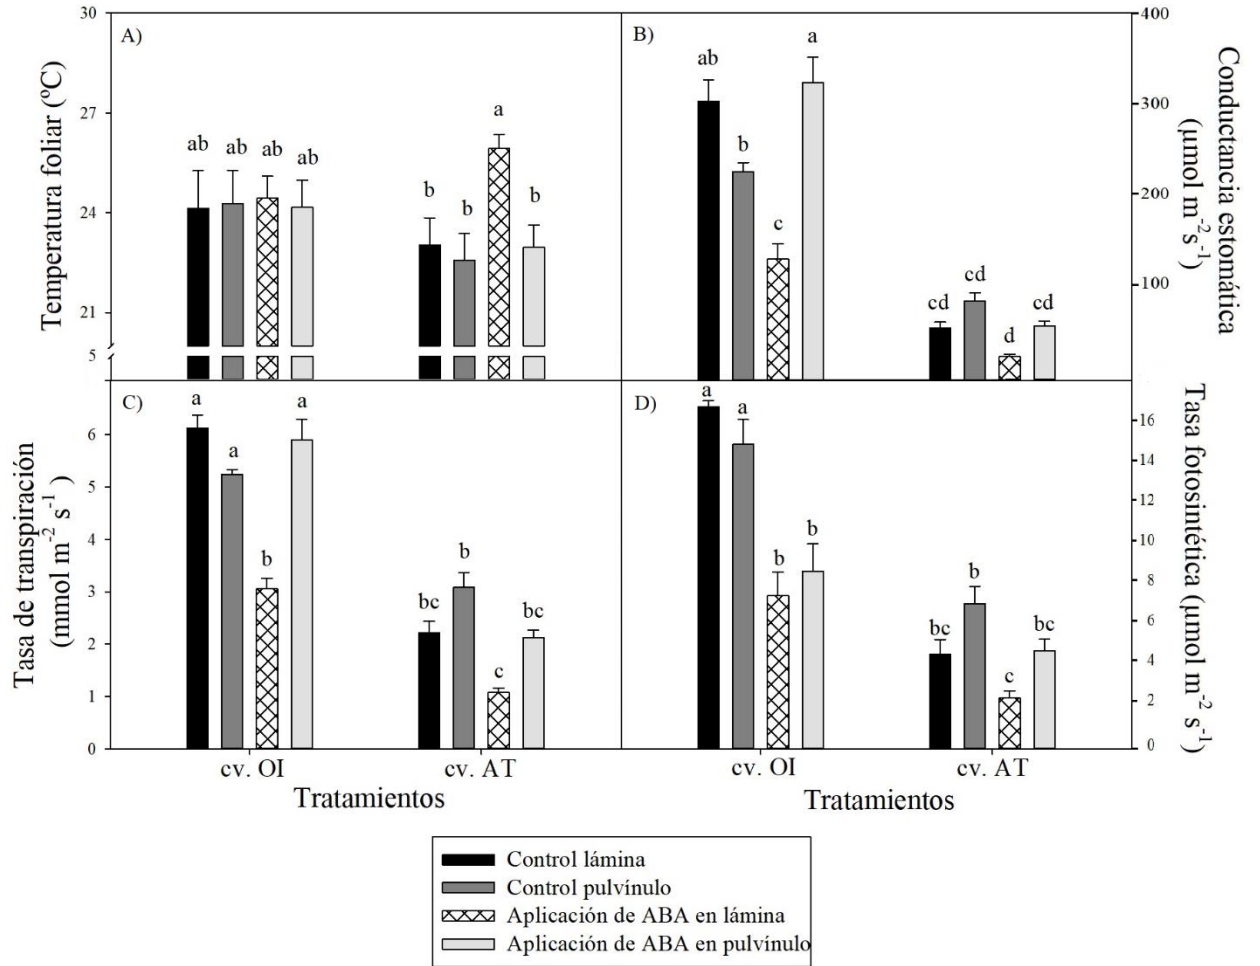 A)
Temperatura foliar (ºC)
30
27
24
21
5
ab
ab
ab
ab
b
b
a
b
B)
Conductancia estomática
(µmol m⁻² s⁻¹)
400
300
200
100
ab
b
c
a
cd
cd
d
cd
C)
Tasa de transpiración
(mmol m⁻² s⁻¹)
6
5
4
3
2
1
0
a
a
b
a
bc
b
c
bc
cv. OI
cv. AT
Tratamientos
D)
Tasa fotosintética (µmol m⁻² s⁻¹)
16
14
12
10
8
6
4
2
0
a
a
b
b
bc
b
c
bc
cv. OI
cv. AT
Tratamientos
Control lámina
Control pulvínulo
Aplicación de ABA en lámina
Aplicación de ABA en pulvínulo